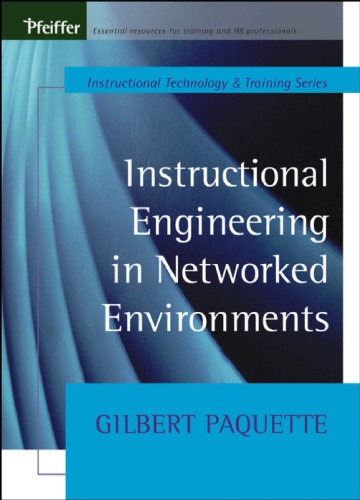 Pfeiffer
Essential resources for training and HR professionals
Instructional Technology & Training Series
Instructional
Engineering
in Networked
Environments
GILBERT PAQUETTE